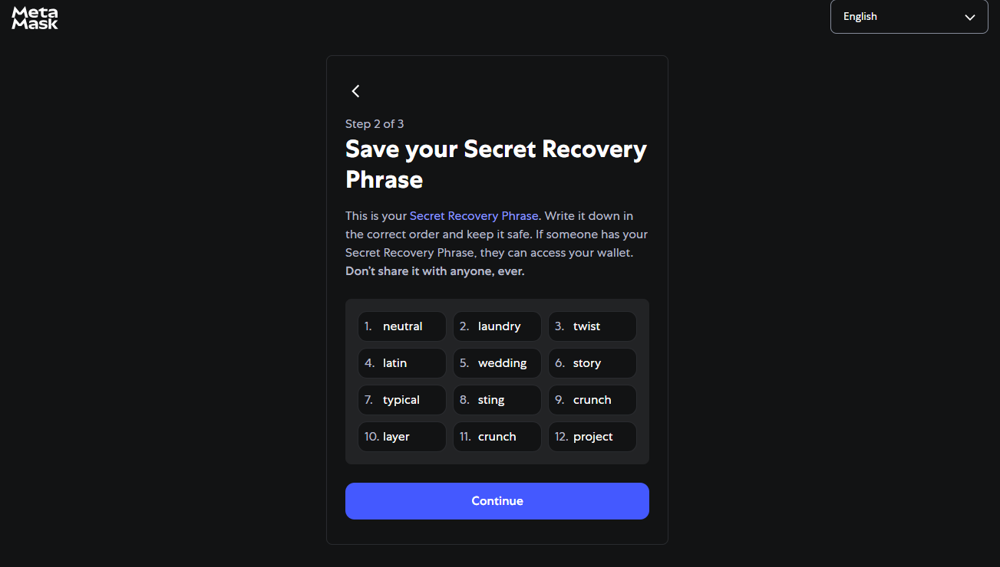 Meta
Mask
English
Step 2 of 3
Save your Secret Recovery
Phrase
This is your Secret Recovery Phrase. Write it down in
the correct order and keep it safe. If someone has your
Secret Recovery Phrase, they can access your wallet.
Don't share it with anyone, ever.
1. neutral 2. laundry 3. twist
4. latin 5. wedding 6. story
7. typical 8. sting 9. crunch
10. layer 11. crunch 12. project
Continue